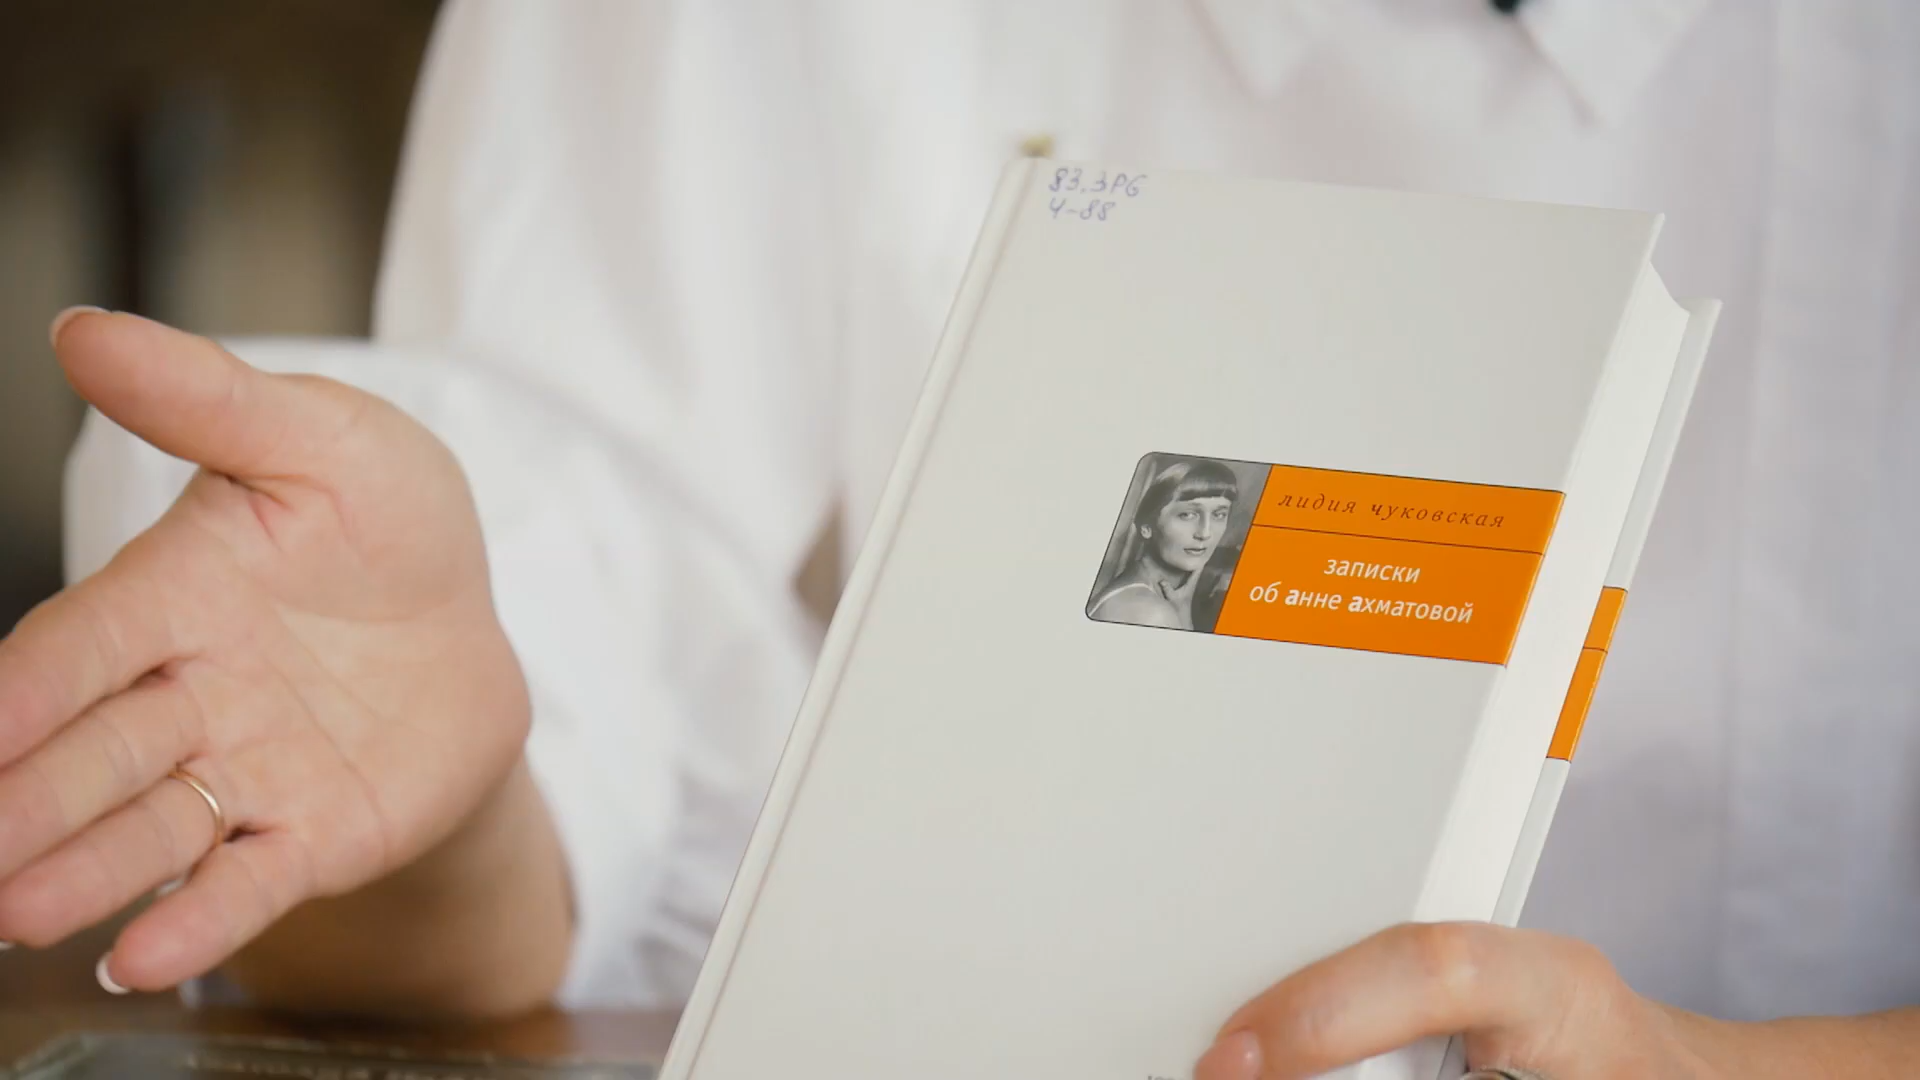 83.3Р6
Ч-88
лидия чуковская
записки
об анне ахматовой